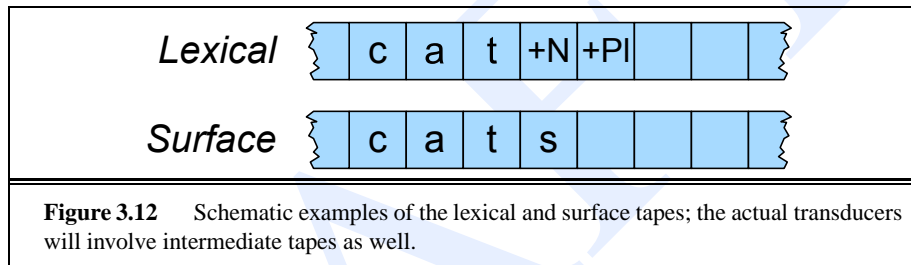 Lexical c a t +N +Pl
Surface c a t s
Figure 3.12 Schematic examples of the lexical and surface tapes; the actual transducers
will involve intermediate tapes as well.